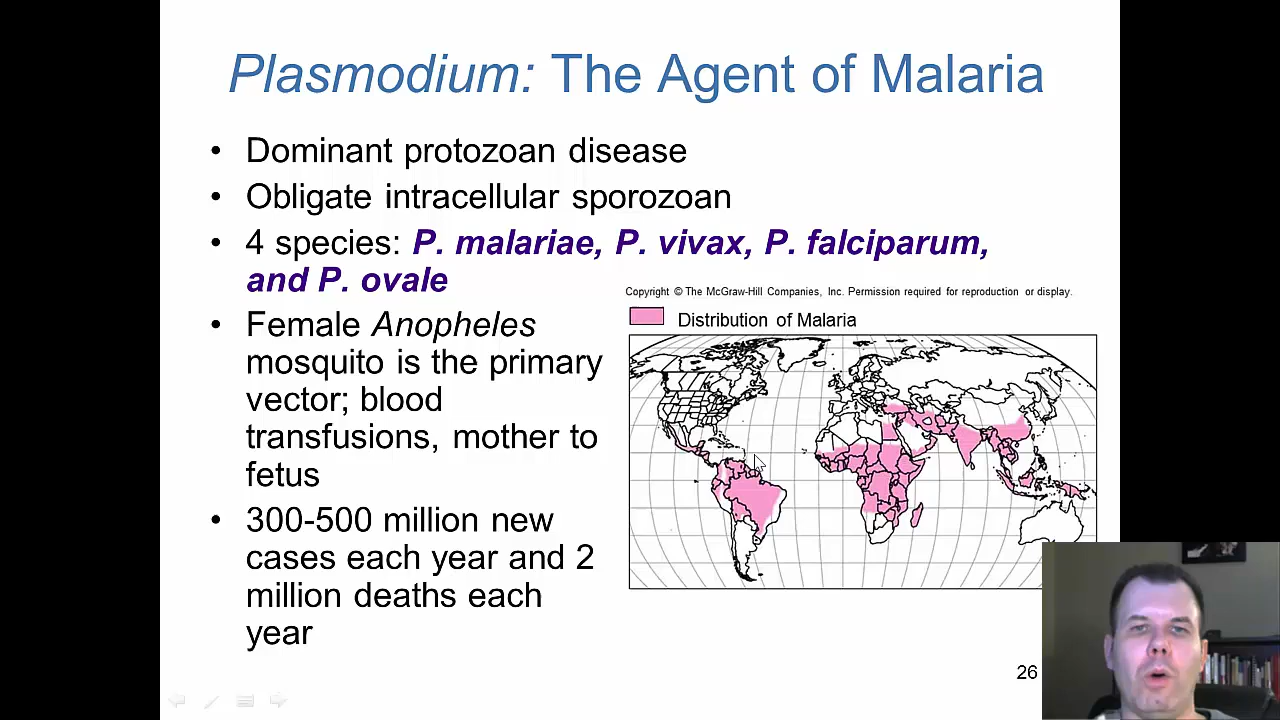 Plasmodium: The Agent of Malaria
• Dominant protozoan disease
• Obligate intracellular sporozoan
• 4 species: P. malariae, P. vivax, P. falciparum,
and P. ovale
• Female Anopheles
mosquito is the primary
vector; blood
transfusions, mother to
fetus
• 300-500 million new
cases each year and 2
million deaths each
year
Copyright © The McGraw-Hill Companies, Inc. Permission required for reproduction or display.
Distribution of Malaria
26